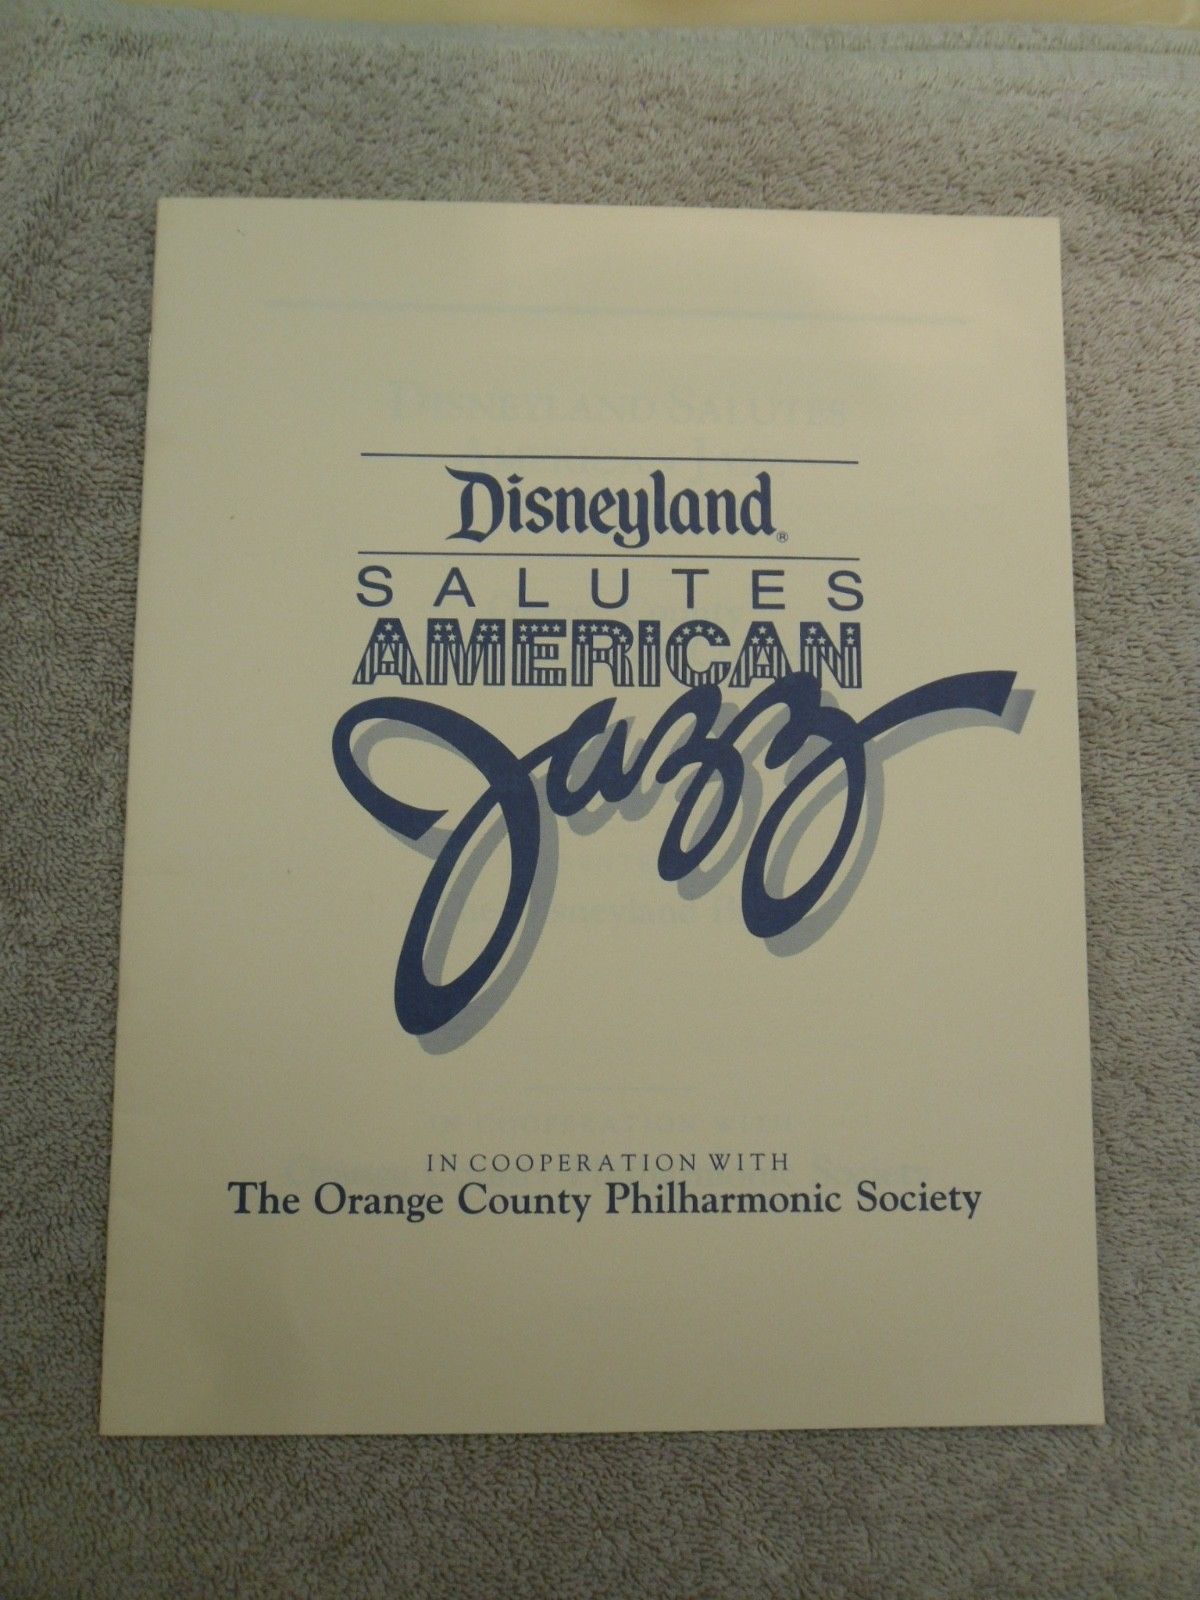 Disneyland®
SALUTES
AMERICAN
Jazz
IN COOPERATION WITH
The Orange County Philharmonic Society